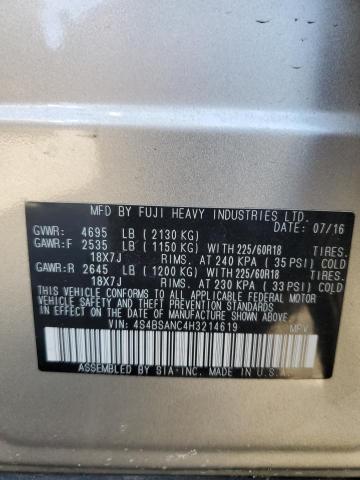 MFD BY FUJI HEAVY INDUSTRIES LTD. DATE: 07/16
GVWR: 4695 LB (2130 KG)
GAWR:F 2535 LB (1150 KG) WITH 225/60R18 TIRES.
18X7J RIMS. AT 240 KPA (35 PSI) COLD
GAWR:R 2645 LB (1200 KG) WITH 225/60R18 TIRES.
18X7J RIMS. AT 230 KPA (33 PSI) COLD
THIS VEHICLE CONFORMS TO ALL APPLICABLE FEDERAL MOTOR
VEHICLE SAFETY STANDARDS IN EFFECT ON THE DATE OF
MANUFACTURE SHOWN ABOVE.
VIN: 4S4BSANC4H3214619 MPV
ASSEMBLED BY SIA-INC. MADE IN U.S.A.